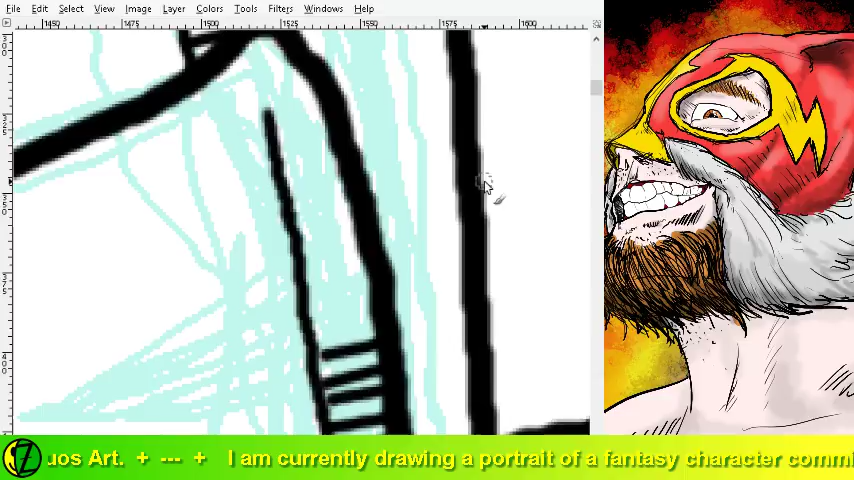 File Edit Select View Image Layer Colors Tools Filters Windows Help
1450 1475 1500 1525 1550 1575 1600
uos Art. + --- + I am currently drawing a portrait of a fantasy character commi